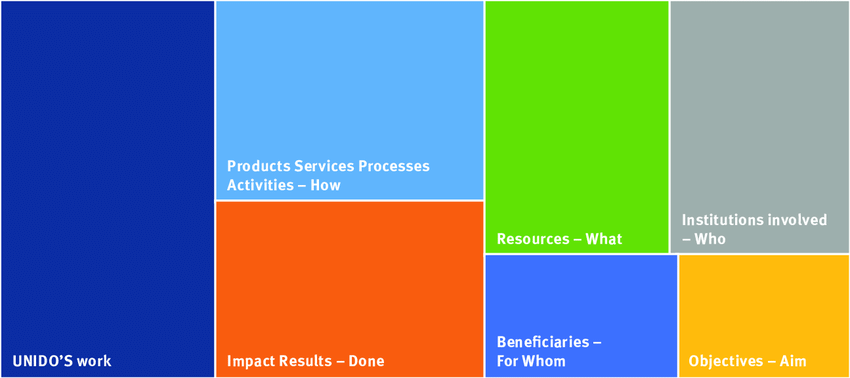 UNIDO'S work
Products Services Processes
Activities – How
Impact Results – Done
Resources – What
Institutions involved
– Who
Beneficiaries –
For Whom
Objectives – Aim